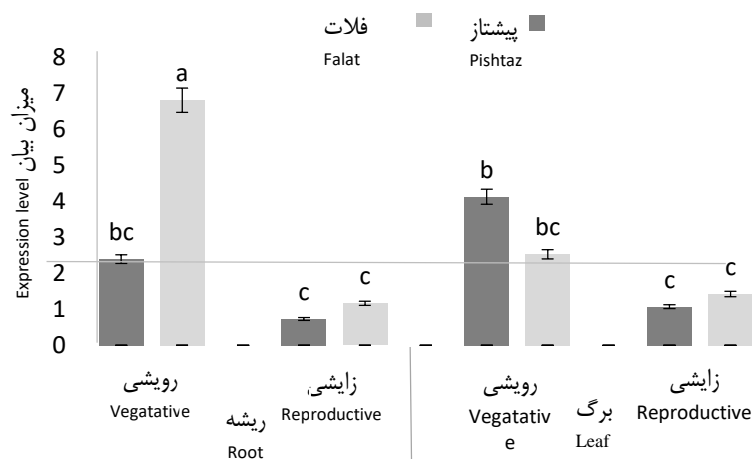 فلات
Falat
پیشتاز
Pishtaz
میزان بیان
Expression level
8
7
6
5
4
3
2
1
0
bc
a
c
c
b
bc
c
c
رویشی
Vegatative
ریشه
Root
زایشی
Reproductive
رویشی
Vegatativ
e
برگ
Leaf
زایشی
Reproductive